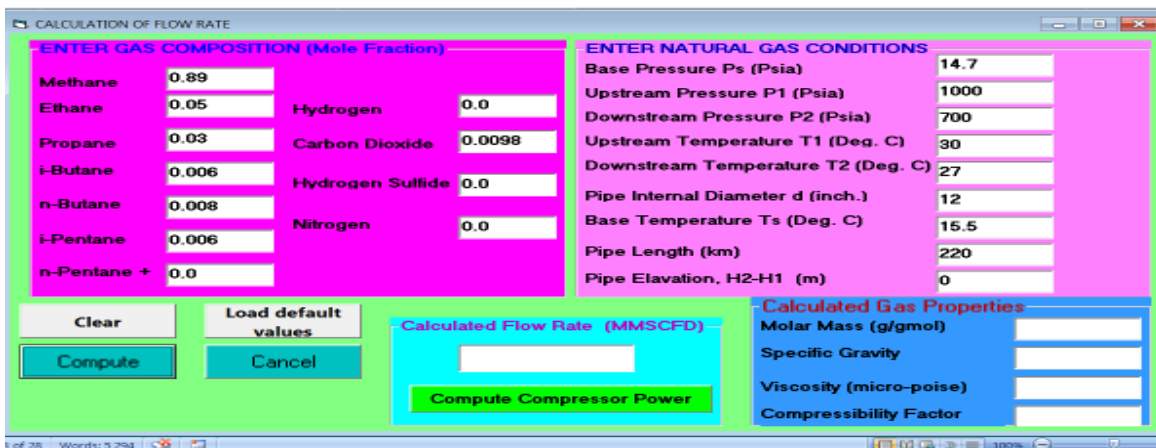 CALCULATION OF FLOW RATE
ENTER GAS COMPOSITION (Mole Fraction)
Methane 0.89
Ethane 0.05
Propane 0.03
i-Butane 0.006
n-Butane 0.008
i-Pentane 0.006
n-Pentane + 0.0
Hydrogen 0.0
Carbon Dioxide 0.0098
Hydrogen Sulfide 0.0
Nitrogen 0.0
ENTER NATURAL GAS CONDITIONS
Base Pressure Ps (Psia) 14.7
Upstream Pressure P1 (Psia) 1000
Downstream Pressure P2 (Psia) 700
Upstream Temperature T1 (Deg. C) 30
Downstream Temperature T2 (Deg. C) 27
Pipe Internal Diameter d (inch.) 12
Base Temperature Ts (Deg. C) 15.5
Pipe Length (km) 220
Pipe Elavation, H2-H1 (m) 0
Clear
Load default
values
Compute
Cancel
Calculated Flow Rate (MMSCFD)
Compute Compressor Power
Calculated Gas Properties
Molar Mass (g/gmol)
Specific Gravity
Viscosity (micro-poise)
Compressibility Factor
of 28 Words: 5,294 100%